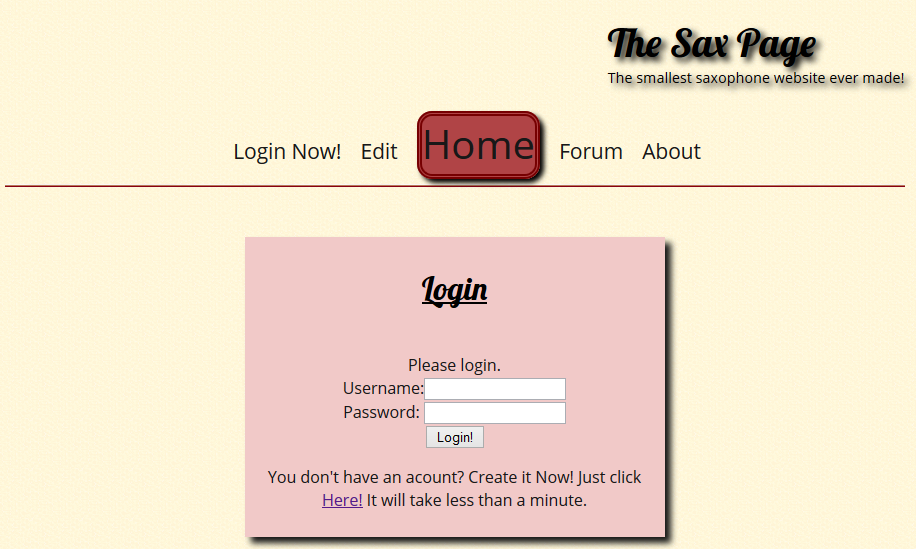 The Sax Page
The smallest saxophone website ever made!
Login Now! Edit Home Forum About
Login
Please login.
Username:
Password:
Login!
You don't have an acount? Create it Now! Just click
Here! It will take less than a minute.